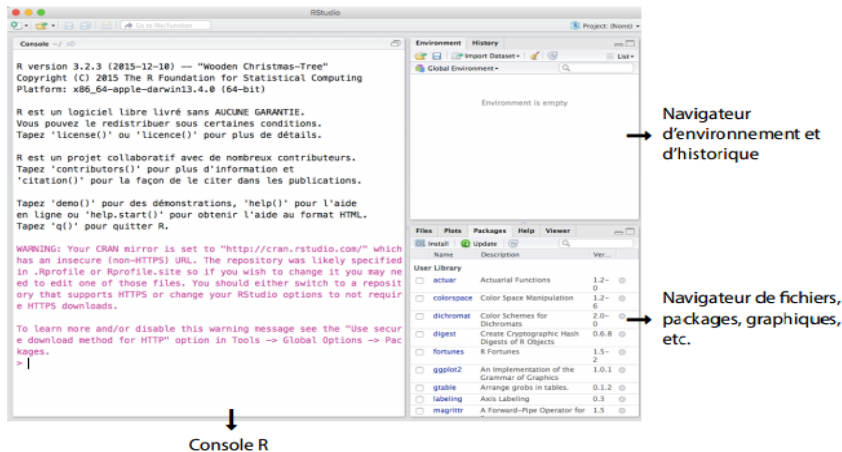 RStudio
Go to file/function
Project: (None)
Console ~/
R version 3.2.3 (2015-12-10) -- "Wooden Christmas-Tree"
Copyright (C) 2015 The R Foundation for Statistical Computing
Platform: x86_64-apple-darwin13.4.0 (64-bit)
R est un logiciel libre livré sans AUCUNE GARANTIE.
Vous pouvez le redistribuer sous certaines conditions.
Tapez 'license()' ou 'licence()' pour plus de détails.
R est un projet collaboratif avec de nombreux contributeurs.
Tapez 'contributors()' pour plus d'information et
'citation()' pour la façon de le citer dans les publications.
Tapez 'demo()' pour des démonstrations, 'help()' pour l'aide
en ligne ou 'help.start()' pour obtenir l'aide au format HTML.
Tapez 'q()' pour quitter R.
WARNING: Your CRAN mirror is set to "http://cran.rstudio.com/" which
has an insecure (non-HTTPS) URL. The repository was likely specified
in .Rprofile or Rprofile.site so if you wish to change it you may ne
ed to edit one of those files. You should either switch to a reposit
ory that supports HTTPS or change your RStudio options to not requir
e HTTPS downloads.
To learn more and/or disable this warning message see the "Use secur
e download method for HTTP" option in Tools -> Global Options -> Pac
kages.
>
Environment History
Import Dataset
List
Global Environment
Environment is empty
Files Plots Packages Help Viewer
Install Update
Name Description Ver...
User Library
actuar Actuarial Functions 1.2-
0
colorspace Color Space Manipulation 1.2-
6
dichromat Color Schemes for 2.0-
Dichromats 0
digest Create Cryptographic Hash 0.6.8
Digests of R Objects
fortunes R Fortunes 1.5-
2
ggplot2 An Implementation of the 1.0.1
Grammar of Graphics
gtable Arrange grobs in tables. 0.1.2
labeling Axis Labeling 0.3
magrittr A Forward-Pipe Operator for 1.5
Navigateur
d'environnement et
d'historique
Navigateur de fichiers,
packages, graphiques,
etc.
Console R